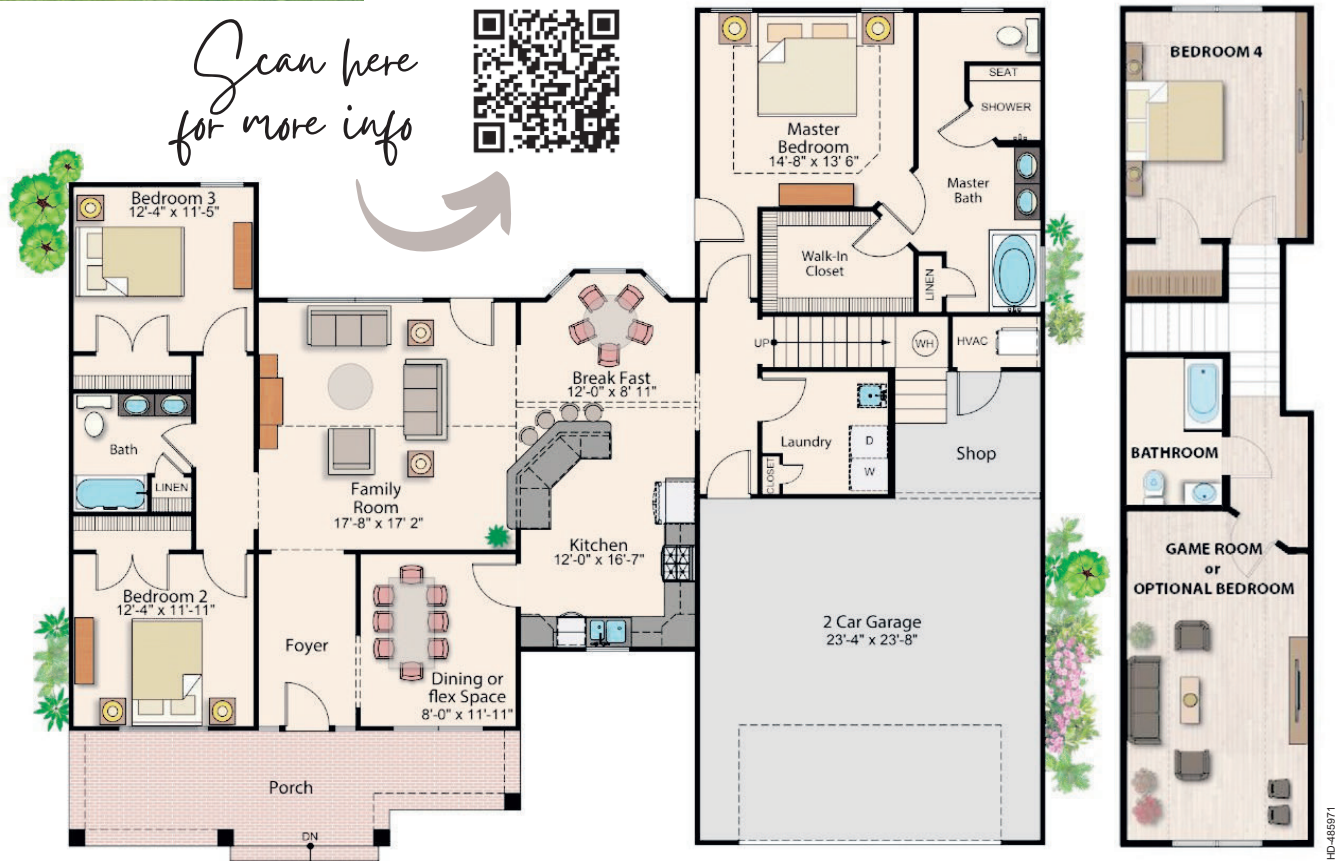 Scan here
for more info
Bedroom 3
12'-4" x 11'-5"
Master
Bedroom
14'-8" x 13' 6"
SEAT
SHOWER
Master
Bath
Walk-In
Closet
LINEN
UP
WH
HVAC
Break Fast
12'-0" x 8' 11"
Bath
LINEN
Family
Room
17'-8" x 17' 2"
Laundry
D
W
CLOSET
Shop
Kitchen
12'-0" x 16'-7"
Bedroom 2
12'-4" x 11'-11"
Foyer
Dining or
flex Space
8'-0" x 11'-11"
2 Car Garage
23'-4" x 23'-8"
Porch
DN
BEDROOM 4
BATHROOM
GAME ROOM
or
OPTIONAL BEDROOM
HD-485971